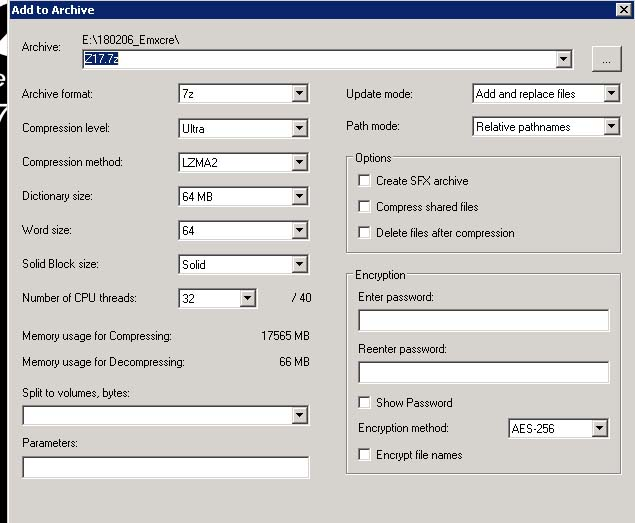 Add to Archive
Archive:
E:\180206_Emxcre\
Z17.7z
...
Archive format:
7z
Compression level:
Ultra
Compression method:
LZMA2
Dictionary size:
64 MB
Word size:
64
Solid Block size:
Solid
Number of CPU threads:
32
/ 40
Memory usage for Compressing:
17565 MB
Memory usage for Decompressing:
66 MB
Split to volumes, bytes:
Parameters:
Update mode:
Add and replace files
Path mode:
Relative pathnames
Options
Create SFX archive
Compress shared files
Delete files after compression
Encryption
Enter password:
Reenter password:
Show Password
Encryption method:
AES-256
Encrypt file names